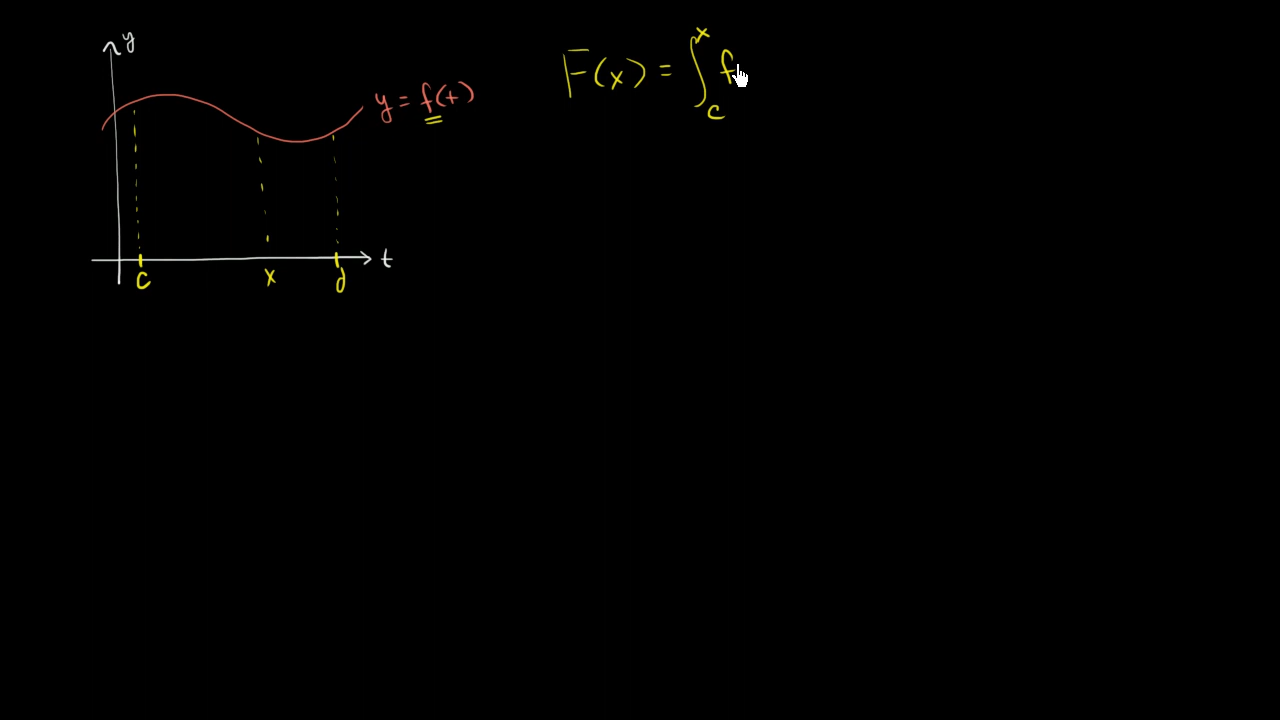 y
y = f(t)
F(x) = ∫_c^x f
t
c
x
d